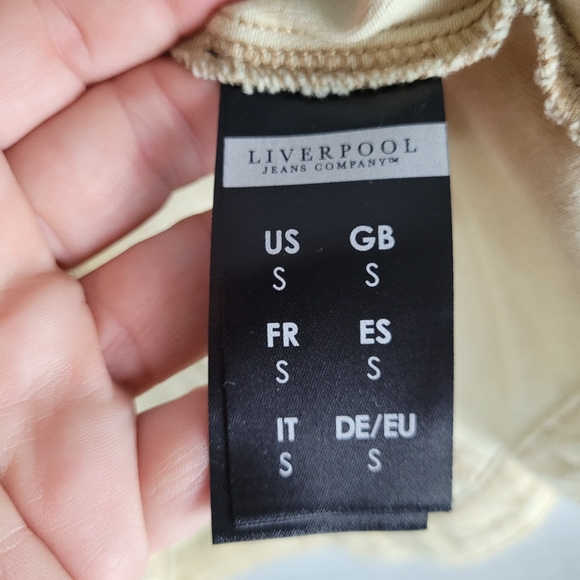 LIVERPOOL
JEANS COMPANY™
US GB
S S
FR ES
S S
IT DE/EU
S S